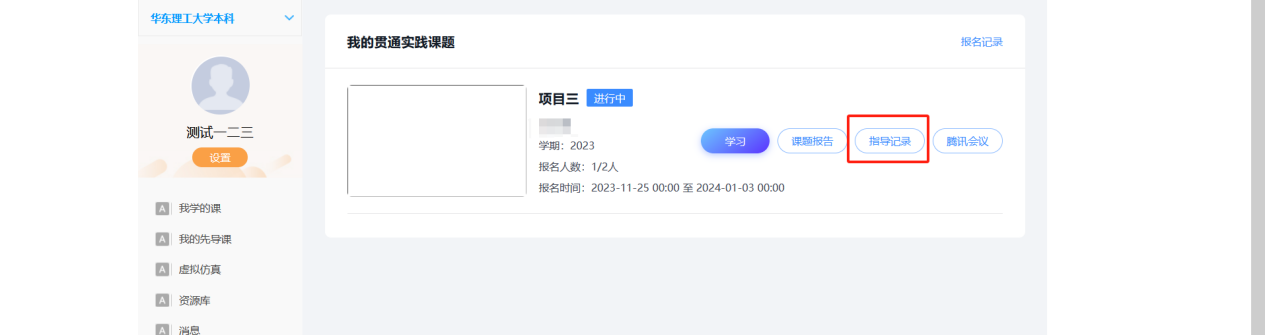 华东理工大学本科
测试一二三
设置
A 我学的课
A 我的先导课
A 虚拟仿真
A 资源库
A 消息
我的贯通实践课题
报名记录
项目三 进行中
学期：2023
报名人数：1/2人
报名时间：2023-11-25 00:00 至 2024-01-03 00:00
学习 课题报告 指导记录 腾讯会议